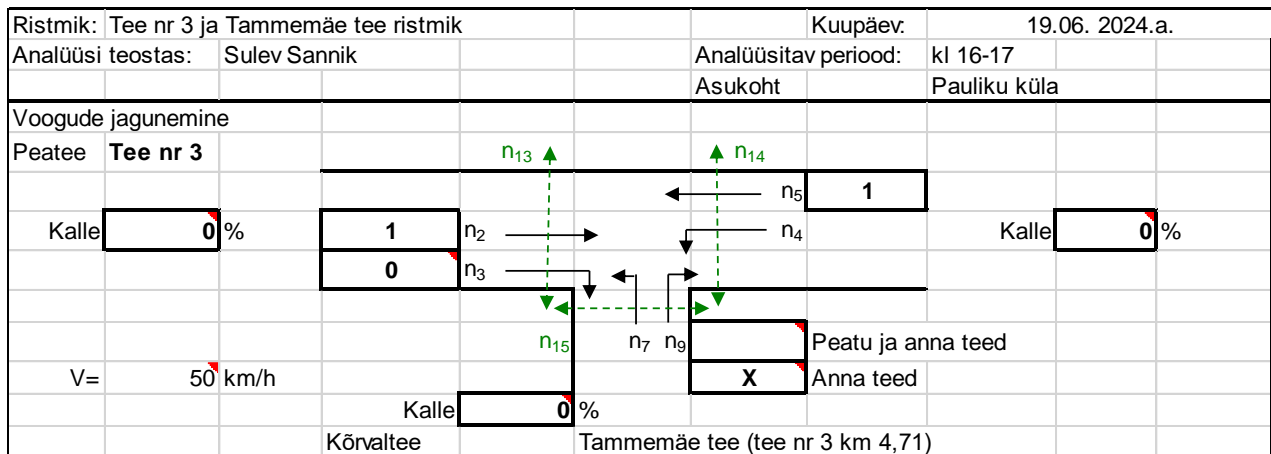 Ristmik: Tee nr 3 ja Tammemäe tee ristmik Kuupäev: 19.06. 2024.a.
Analüüsi teostas: Sulev Sannik Analüüsitav periood: kl 16-17
Asukoht Pauliku küla
Voogude jagunemine
Peatee Tee nr 3 n13 n14
n5 1
Kalle 0 % 1 n2 n4 Kalle 0 %
0 n3
n15 n7 n9 Peatu ja anna teed
V= 50 km/h X Anna teed
Kalle 0 %
Kõrvaltee Tammemäe tee (tee nr 3 km 4,71)